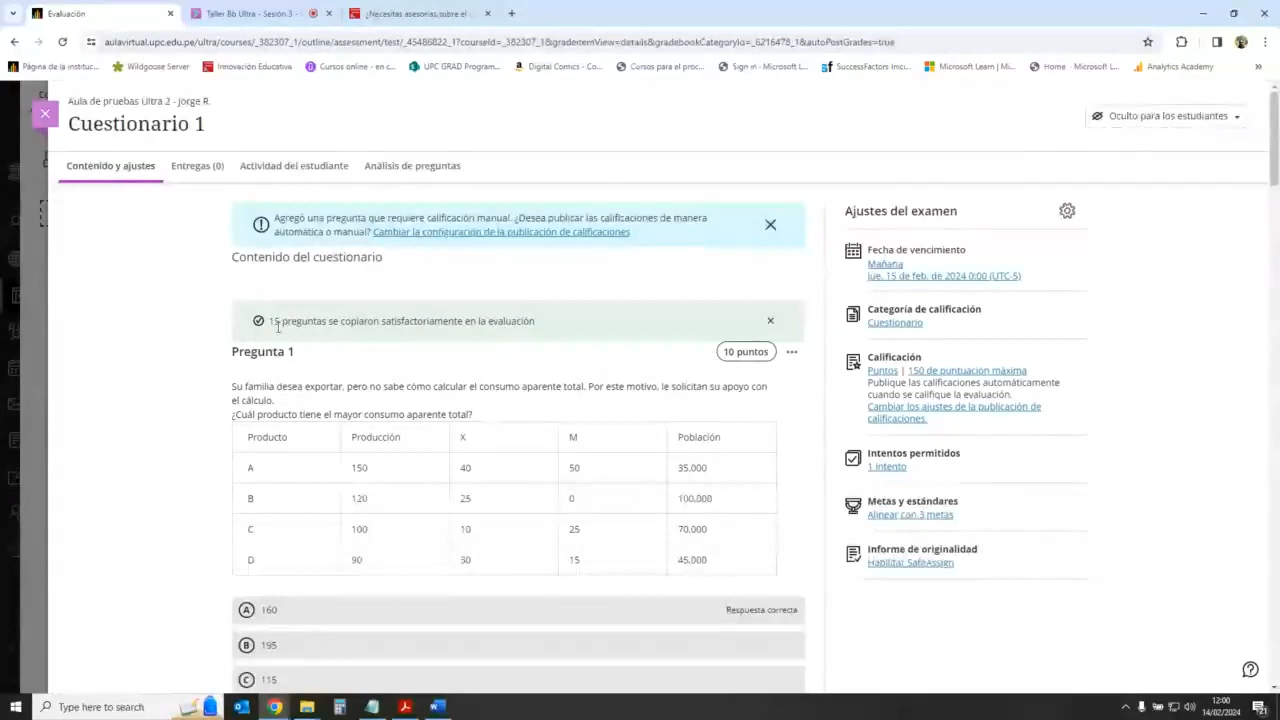 Evaluación
Taller Bb Ultra - Sesión 3 -
¿Necesitas asesorías sobre el
aulavirtual.upc.edu.pe/ultra/courses/_382307_1/outline/assessment/test/_45486822_1?courseId=_382307_1&gradeitemView=details&gradebookCategoryId=_6216478_1&autoPostGrades=true
Página de la instituc...
Wildgoose Server
Innovación Educativa
Cursos online - en c...
UPC GRAD Program...
Digital Comics - Co...
Cursos para el proc...
Sign in - Microsoft L...
SuccessFactors Inici...
Microsoft Learn | Mi...
Home - Microsoft L...
Analytics Academy
Aula de pruebas Ultra 2 - Jorge R.
Cuestionario 1
Oculto para los estudiantes
Contenido y ajustes
Entregas (0)
Actividad del estudiante
Análisis de preguntas
Agregó una pregunta que requiere calificación manual. ¿Desea publicar las calificaciones de manera
automática o manual? Cambiar la configuración de la publicación de calificaciones
Contenido del cuestionario
15 preguntas se copiaron satisfactoriamente en la evaluación
Pregunta 1
10 puntos
Su familia desea exportar, pero no sabe cómo calcular el consumo aparente total. Por este motivo, le solicitan su apoyo con
el cálculo.
¿Cuál producto tiene el mayor consumo aparente total?
Producto Producción X M Población
A 150 40 50 35,000
B 120 25 0 100,000
C 100 10 25 70,000
D 90 30 15 45,000
A 160 Respuesta correcta
B 195
C 115
Ajustes del examen
Fecha de vencimiento
Mañana
jue. 15 de feb. de 2024 0:00 (UTC-5)
Categoría de calificación
Cuestionario
Calificación
Puntos | 150 de puntuación máxima
Publique las calificaciones automáticamente
cuando se califique la evaluación.
Cambiar los ajustes de la publicación de
calificaciones.
Intentos permitidos
1 intento
Metas y estándares
Alinear con 3 metas
Informe de originalidad
Habilitar SafeAssign
Type here to search
12:00
14/02/2024
21